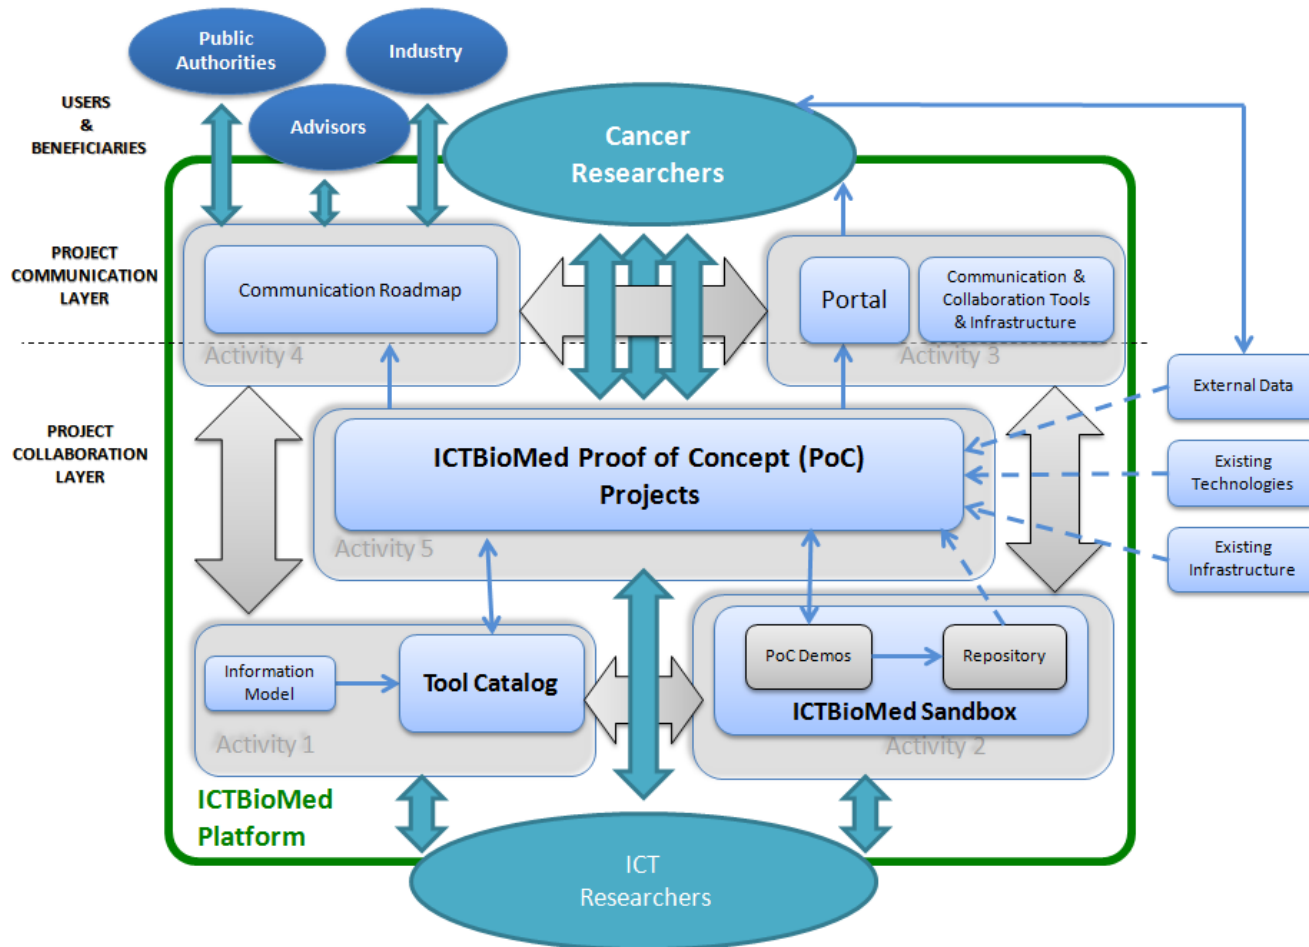 Public
Authorities
Industry
Advisors
USERS
&
BENEFICIARIES
Cancer
Researchers
PROJECT
COMMUNICATION
LAYER
Communication Roadmap
Activity 4
Portal
Communication &
Collaboration Tools
& Infrastructure
Activity 3
PROJECT
COLLABORATION
LAYER
ICTBioMed Proof of Concept (PoC)
Projects
Activity 5
External Data
Existing
Technologies
Existing
Infrastructure
Information
Model
Tool Catalog
Activity 1
PoC Demos
Repository
ICTBioMed Sandbox
Activity 2
ICTBioMed
Platform
ICT
Researchers